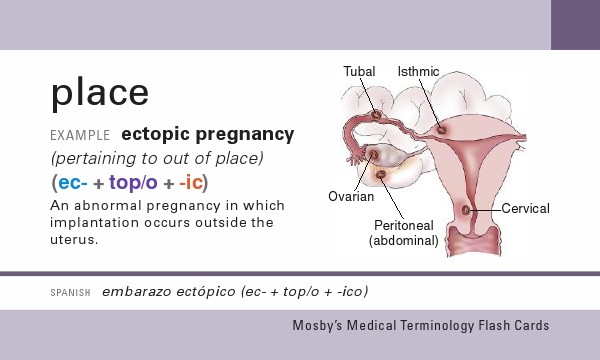 place
EXAMPLE ectopic pregnancy
(pertaining to out of place)
(ec- + top/o + -ic)
An abnormal pregnancy in which
implantation occurs outside the
uterus.
Tubal Isthmic
Ovarian
Peritoneal
(abdominal)
Cervical
SPANISH embarazo ectópico (ec- + top/o + -ico)
Mosby's Medical Terminology Flash Cards